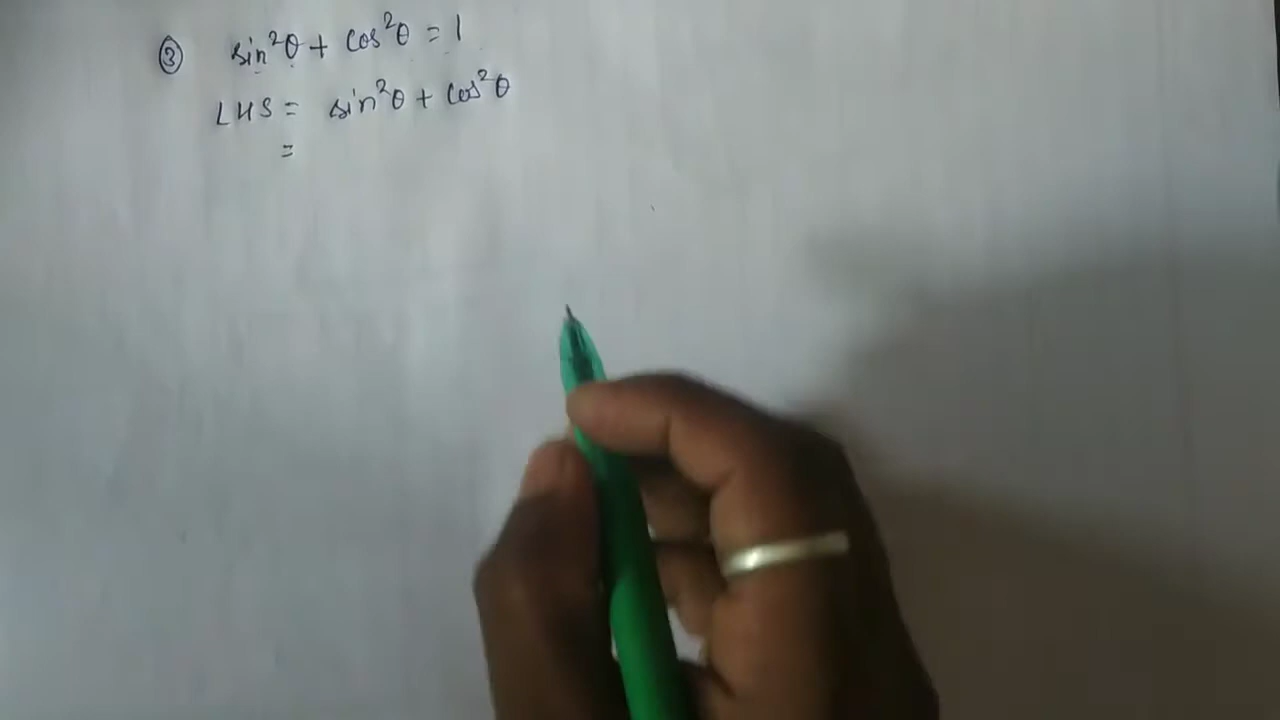 ③ sin²θ + cos²θ = 1
LHS = sin²θ + cos²θ
=